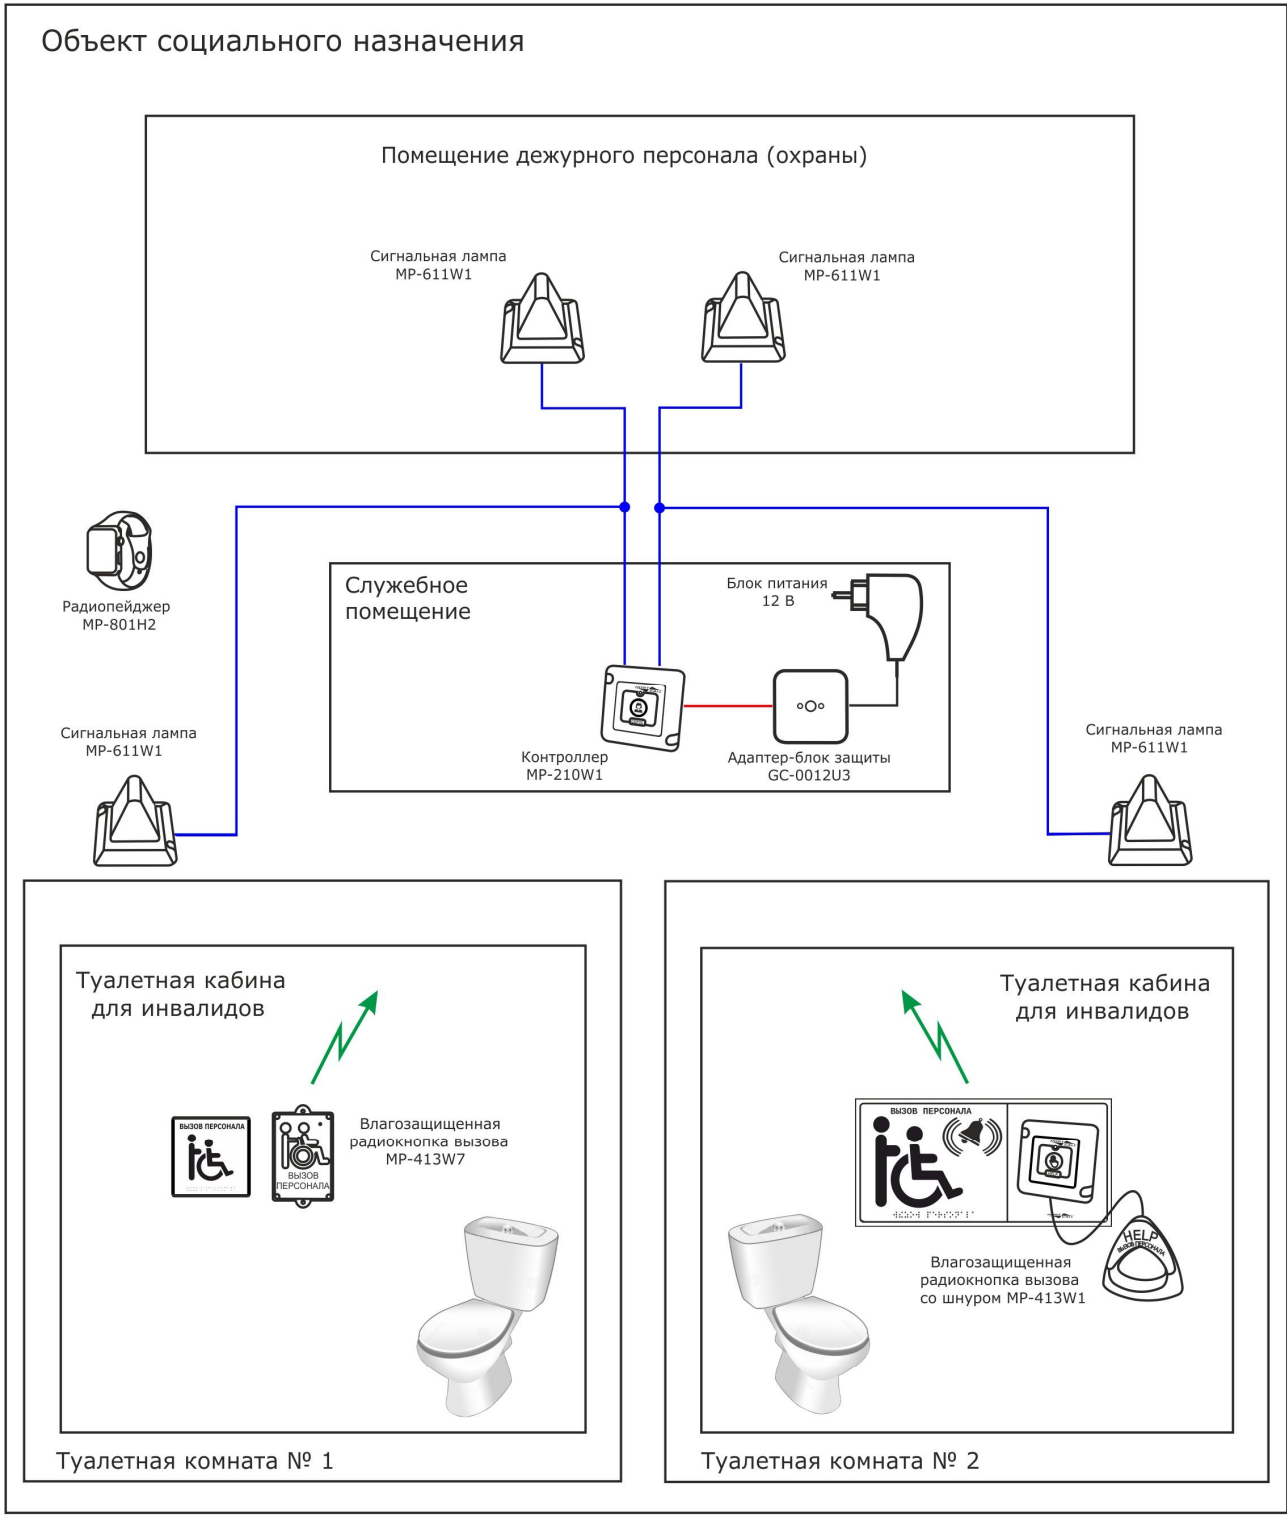 Объект социального назначения
Помещение дежурного персонала (охраны)
Сигнальная лампа
MP-611W1
Сигнальная лампа
MP-611W1
Радиопейджер
MP-801H2
Служебное
помещение
Блок питания
12 В
Контроллер
MP-210W1
Адаптер-блок защиты
GC-0012U3
Сигнальная лампа
MP-611W1
Сигнальная лампа
MP-611W1
Туалетная кабина
для инвалидов
ВЫЗОВ ПЕРСОНАЛА
ВЫЗОВ
ПЕРСОНАЛА
Влагозащищенная
радиокнопка вызова
MP-413W7
Туалетная комната № 1
Туалетная кабина
для инвалидов
ВЫЗОВ ПЕРСОНАЛА
HELP
ВЫЗОВ ПЕРСОНАЛА
Влагозащищенная
радиокнопка вызова
со шнуром MP-413W1
Туалетная комната № 2